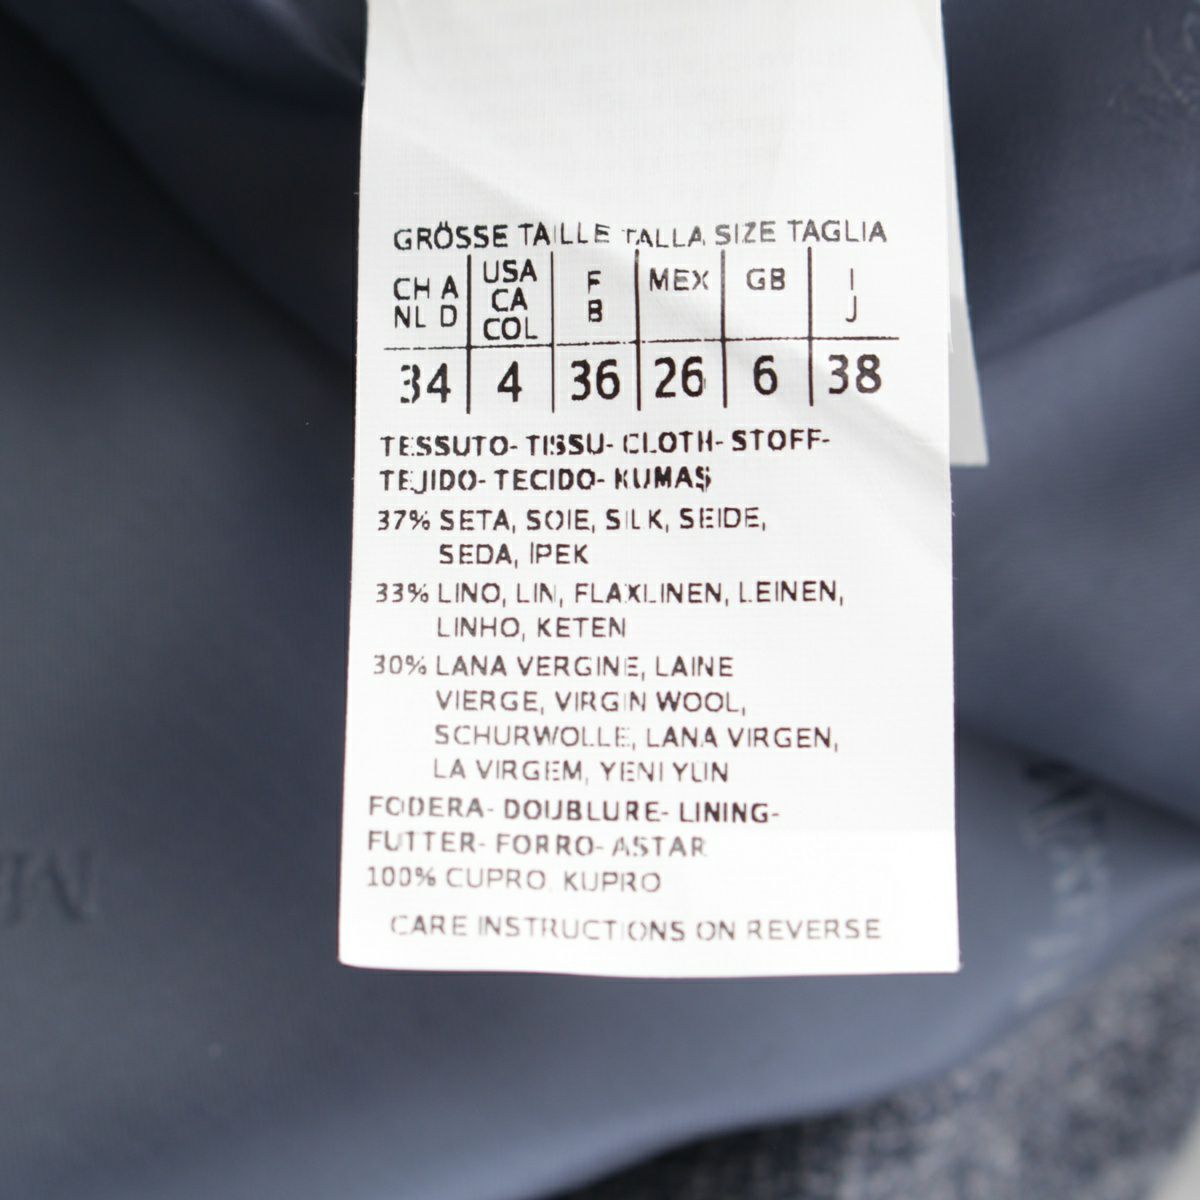 GRÖSSE TAILLE TALLA SIZE TAGLIA
CH A USA F MEX GB I
NL D CA B J
COL
34 4 36 26 6 38
TESSUTO- TISSU- CLOTH- STOFF-
TEJIDO- TECIDO- KUMAŞ
37% SETA, SOIE, SILK, SEIDE,
SEDA, İPEK
33% LINO, LIN, FLAXLINEN, LEINEN,
LINHO, KETEN
30% LANA VERGINE, LAINE
VIERGE, VIRGIN WOOL,
SCHURWOLLE, LANA VIRGEN,
LA VIRGEM, YENI YÜN
FODERA- DOUBLURE- LINING-
FUTTER- FORRO- ASTAR
100% CUPRO, KUPRO
CARE INSTRUCTIONS ON REVERSE